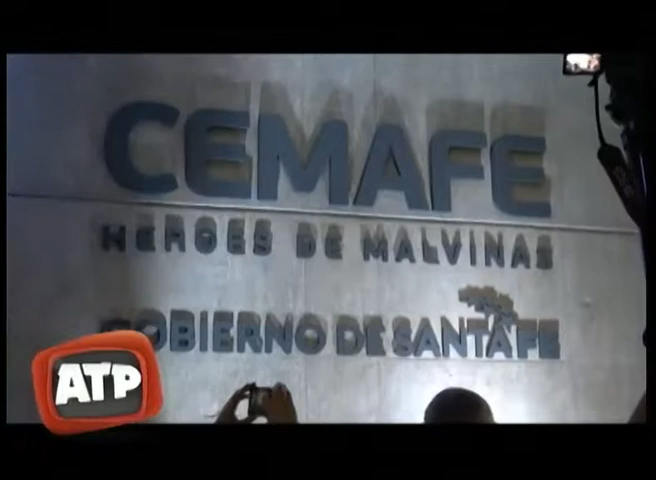 CEMAFE
HEROES DE MALVINAS
GOBIERNO DE SANTA FE
ATP